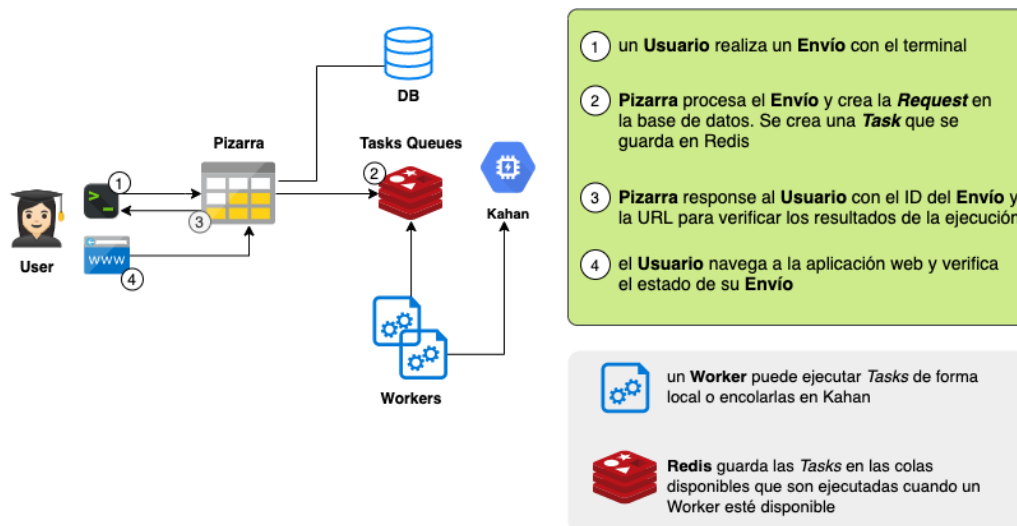 DB
Pizarra
Tasks Queues
2
>_
1
3
Kahan
www
4
User
Workers
1 un Usuario realiza un Envío con el terminal
2 Pizarra procesa el Envío y crea la Request en
la base de datos. Se crea una Task que se
guarda en Redis
3 Pizarra response al Usuario con el ID del Envío y
la URL para verificar los resultados de la ejecución
4 el Usuario navega a la aplicación web y verifica
el estado de su Envío
un Worker puede ejecutar Tasks de forma
local o encolarlas en Kahan
Redis guarda las Tasks en las colas
disponibles que son ejecutadas cuando un
Worker esté disponible